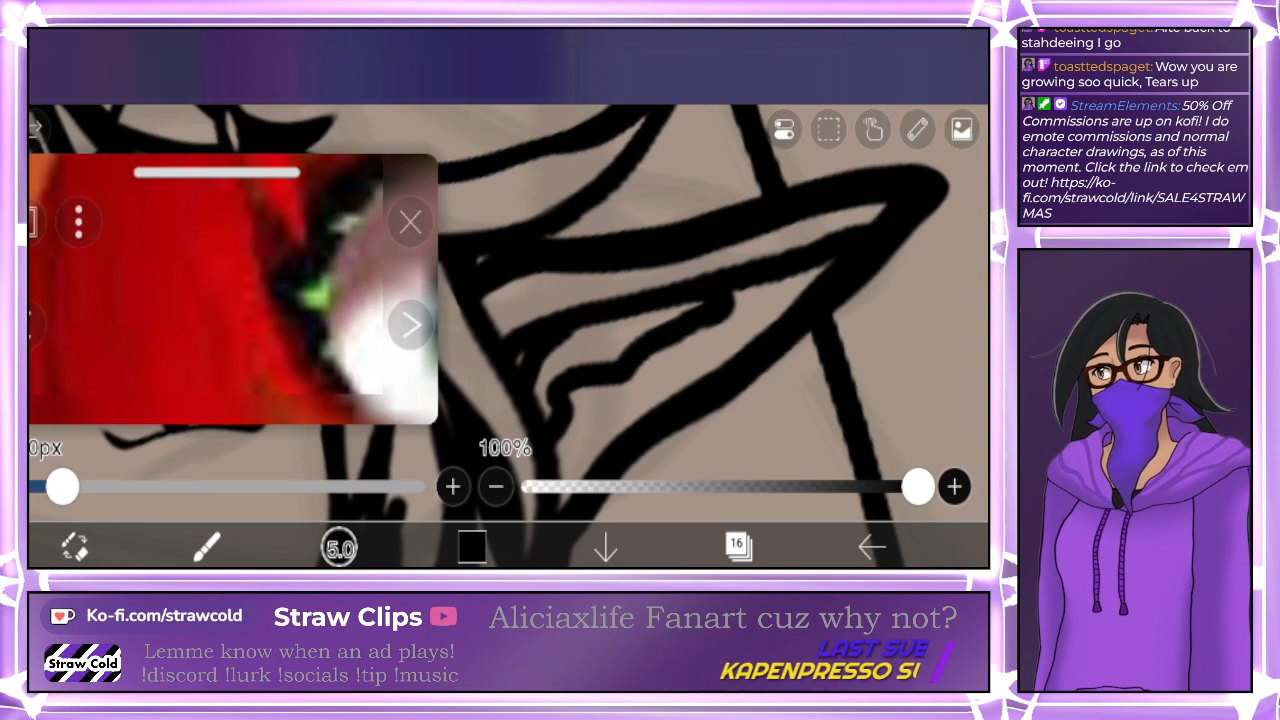 toasttedspaget: Aite back to
stahdeeing I go
toasttedspaget: Wow you are
growing soo quick, Tears up
StreamElements: 50% Off
Commissions are up on kofi! I do
emote commissions and normal
character drawings, as of this
moment. Click the link to check em
out! https://ko-
fi.com/strawcold/link/SALE4STRAW
MAS
0px
100%
5.0
16
Ko-fi.com/strawcold
Straw Clips
Aliciaxlife Fanart cuz why not?
Straw Cold
Lemme know when an ad plays!
!discord !lurk !socials !tip !music
LAST SUB
KAPENPRESSO